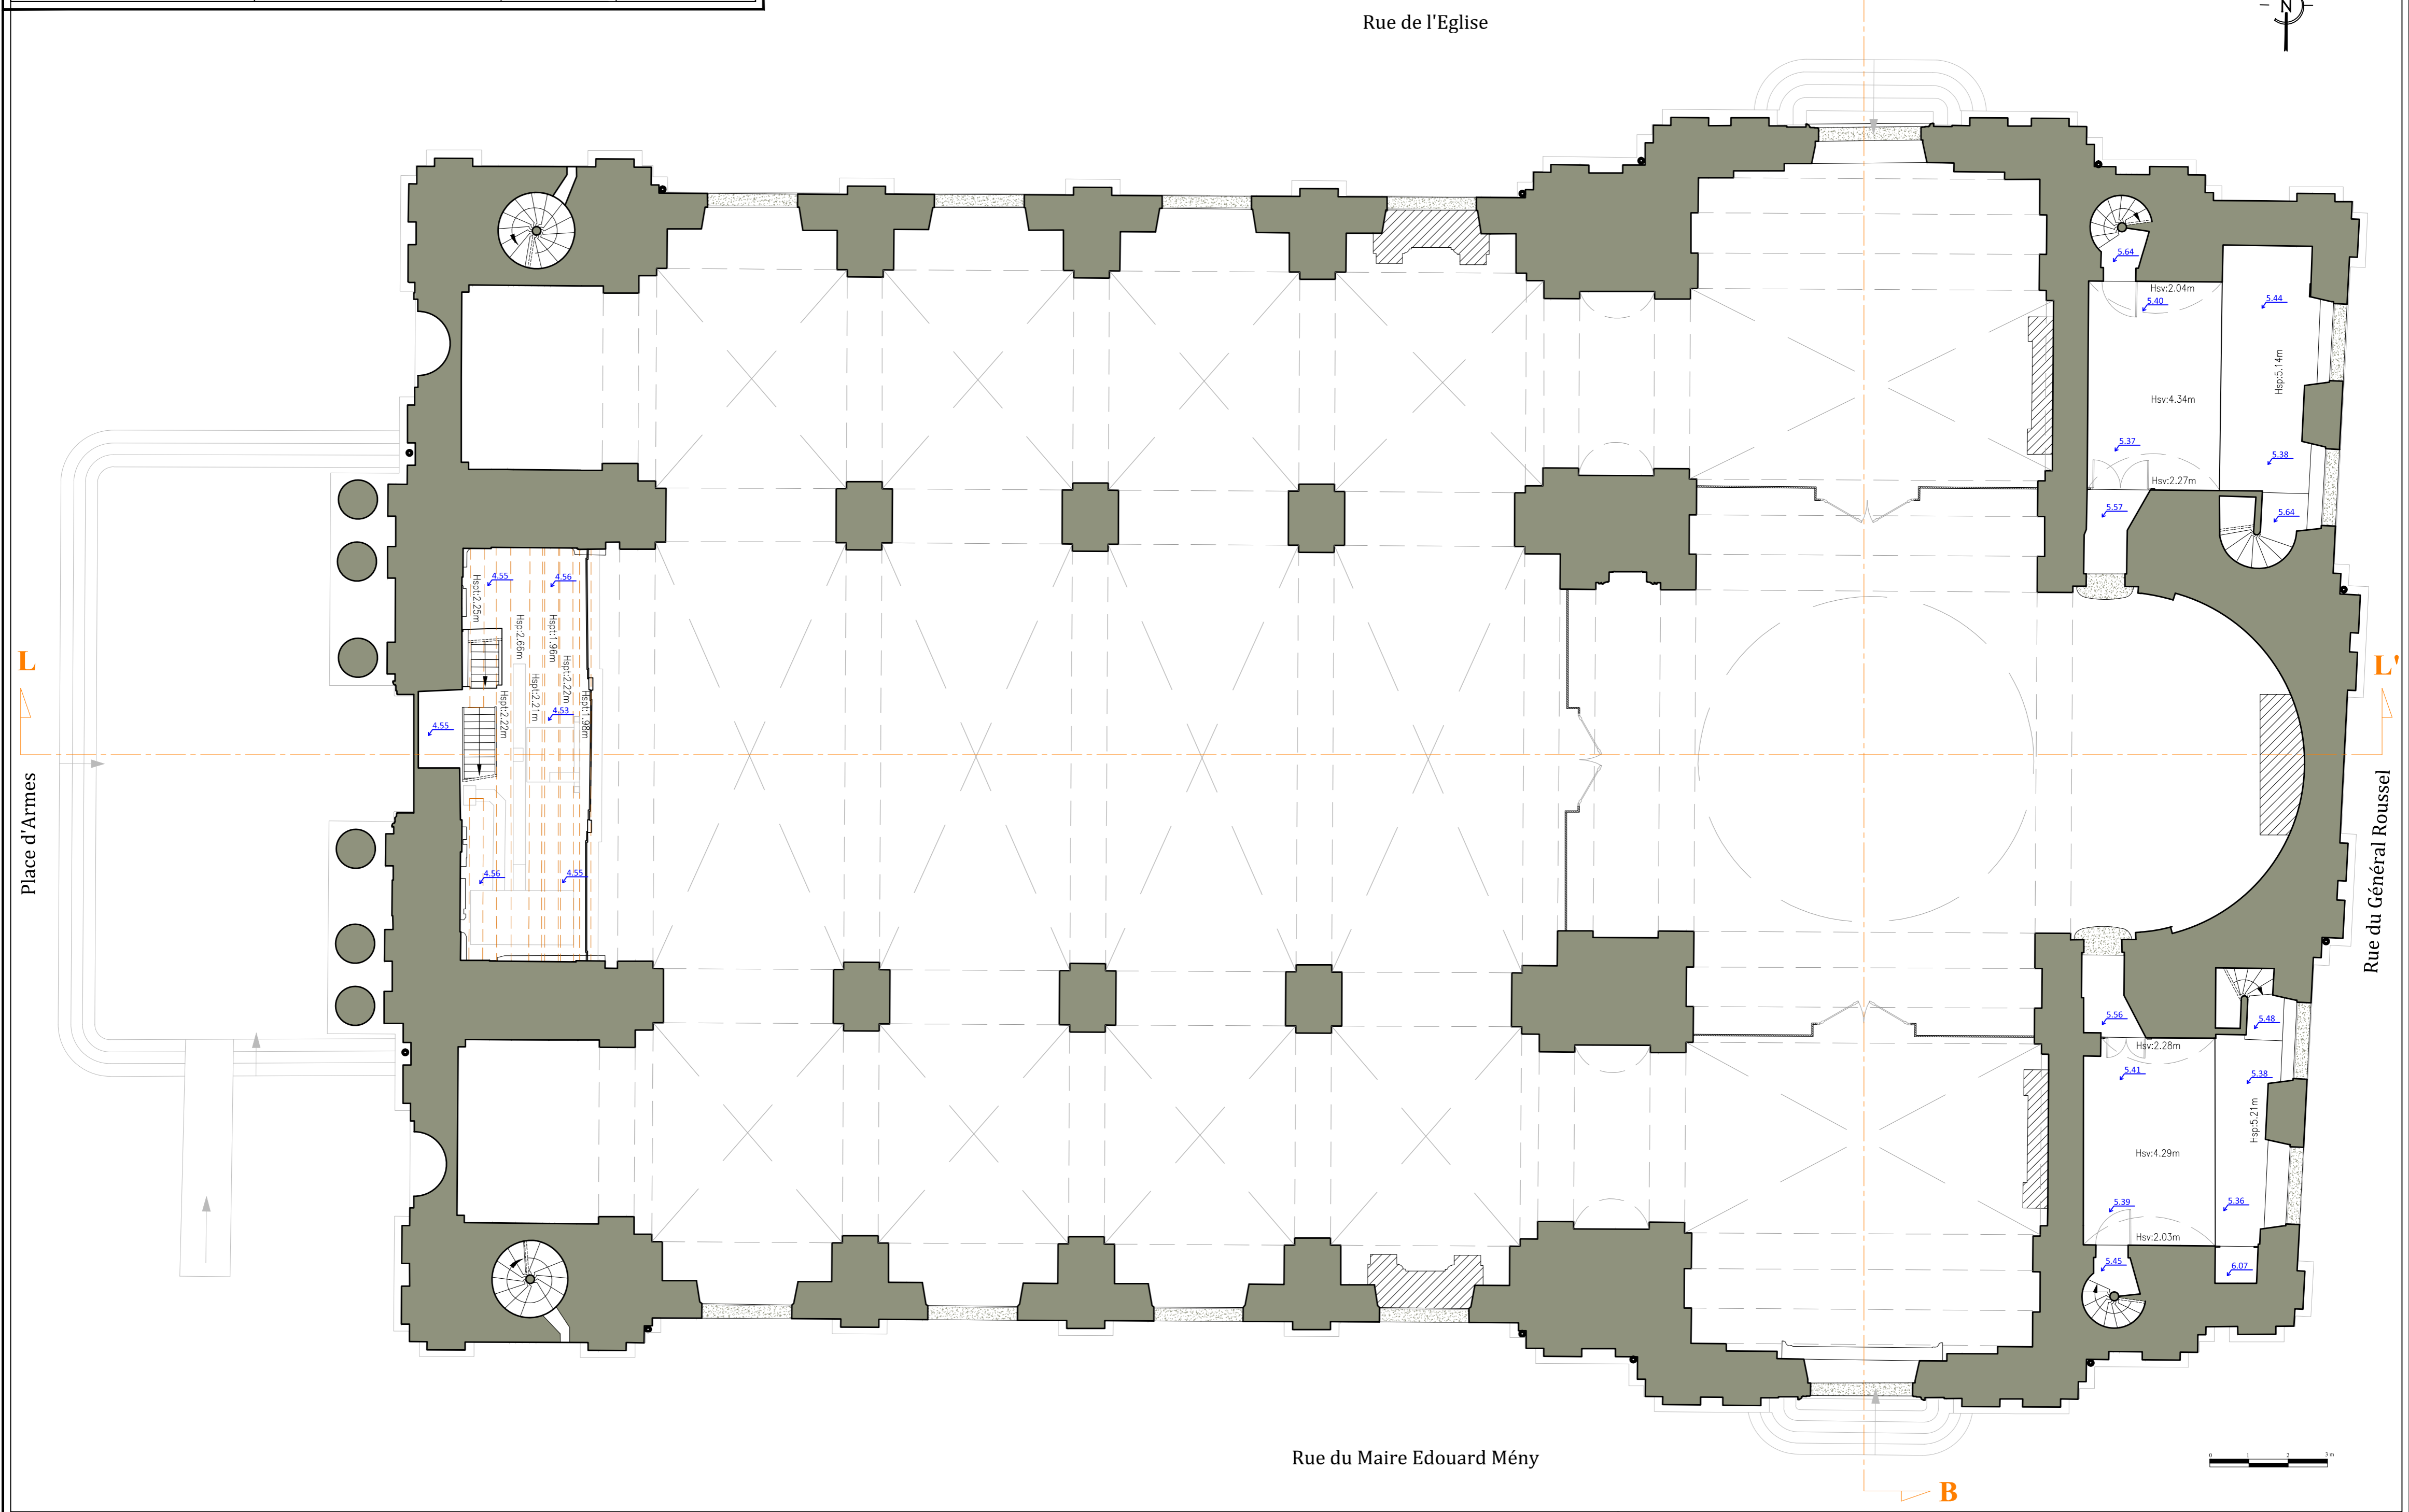 Rue de l'Eglise
N
5.64
Hsv:2.04m
5.40
5.44
Hsp:5.14m
Hsv:4.34m
5.37
5.38
Hsv:2.27m
5.57
5.64
4.55
4.56
Hspt:2.25m
Hsp:2.66m
Hspt:1.96m
Hspt:2.22m
Hspt:2.21m
Hspt:2.22m
Hspt:1.98m
4.53
4.55
L
L'
Place d'Armes
Rue du Général Roussel
4.56
4.55
5.56
5.48
Hsv:2.28m
5.41
5.38
Hsp:5.21m
Hsv:4.29m
5.39
5.36
Hsv:2.03m
5.45
6.07
Rue du Maire Edouard Mény
0 1 2 3 m
B